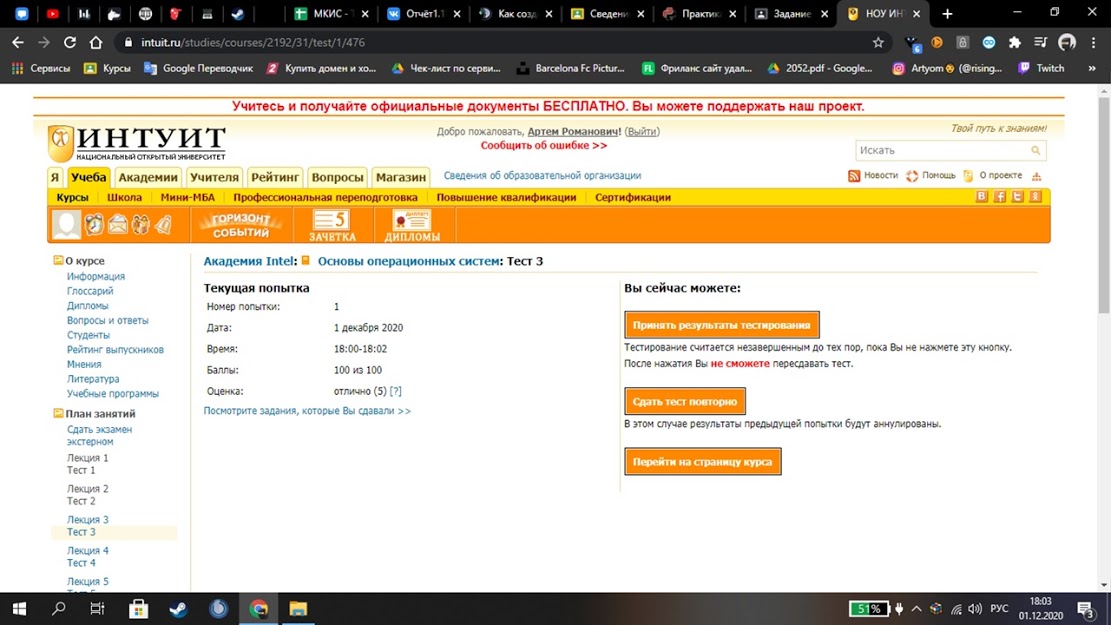 МКИС - Т
Отчёт1.1
Как созд
Сведени
Практик
Задание
НОУ ИНТ
intuit.ru/studies/courses/2192/31/test/1/476
6
Сервисы
Курсы
Google Переводчик
Купить домен и хо...
Чек-лист по серви...
Barcelona Fc Pictur...
FL
Фриланс сайт удал...
2052.pdf - Google...
Artyom (@rising...
Twitch
»
Учитесь и получайте официальные документы БЕСПЛАТНО. Вы можете поддержать наш проект.
ИНТУИТ
НАЦИОНАЛЬНЫЙ ОТКРЫТЫЙ УНИВЕРСИТЕТ
Добро пожаловать, Артем Романович! (Выйти)
Сообщить об ошибке >>
Твой путь к знаниям!
Искать
Я Учеба Академии Учителя Рейтинг Вопросы Магазин Сведения об образовательной организации
Новости Помощь О проекте
Курсы Школа Мини-МБА Профессиональная переподготовка Повышение квалификации Сертификации
ГОРИЗОНТ СОБЫТИЙ
5
ЗАЧЕТКА
ДИПЛОМЫ
О курсе
Информация
Глоссарий
Дипломы
Вопросы и ответы
Студенты
Рейтинг выпускников
Мнения
Литература
Учебные программы
План занятий
Сдать экзамен
экстерном
Лекция 1
Тест 1
Лекция 2
Тест 2
Лекция 3
Тест 3
Лекция 4
Тест 4
Лекция 5
Академия Intel: Основы операционных систем: Тест 3
Текущая попытка
Номер попытки: 1
Дата: 1 декабря 2020
Время: 18:00-18:02
Баллы: 100 из 100
Оценка: отлично (5) [?]
Посмотрите задания, которые Вы сдавали >>
Вы сейчас можете:
Принять результаты тестирования
Тестирование считается незавершенным до тех пор, пока Вы не нажмете эту кнопку.
После нажатия Вы не сможете пересдавать тест.
Сдать тест повторно
В этом случае результаты предыдущей попытки будут аннулированы.
Перейти на страницу курса
51%
РУС
18:03
01.12.2020
3